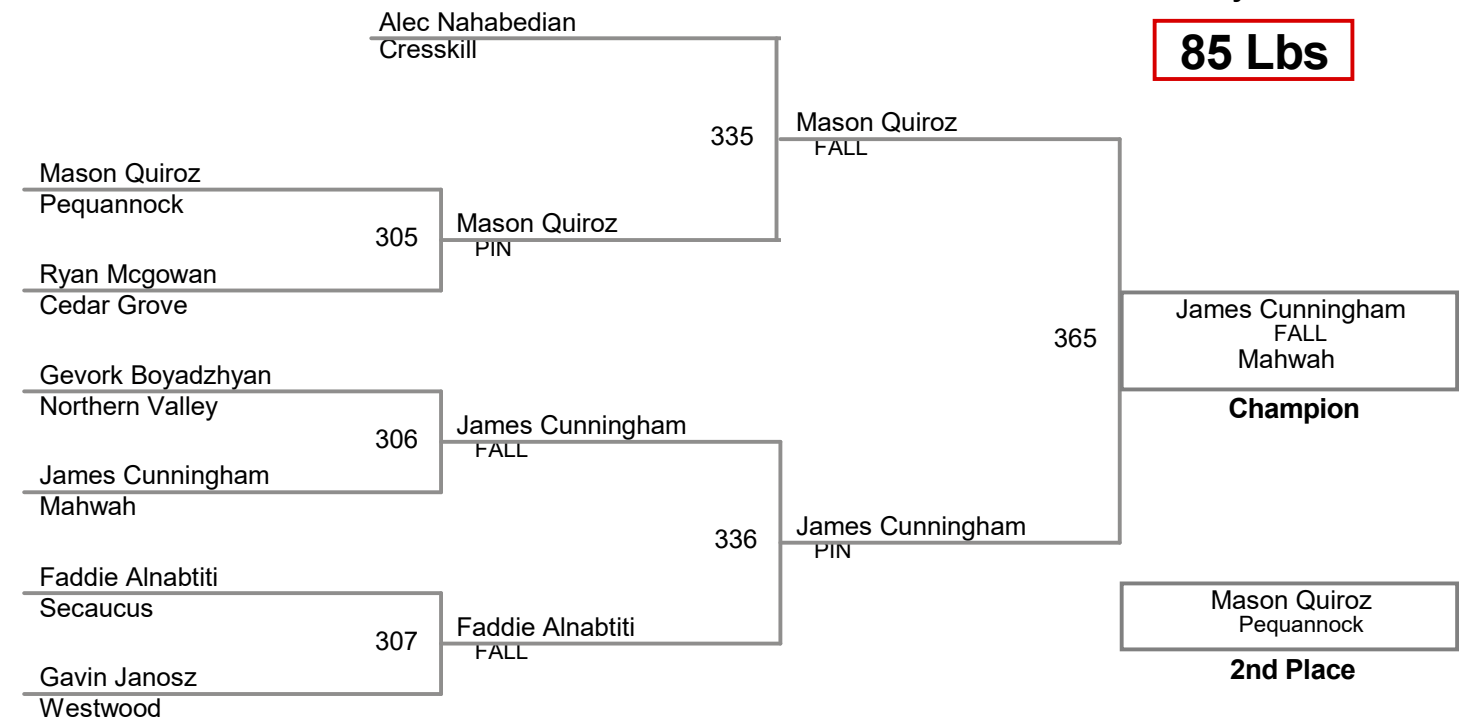 Alec Nahabedian
Cresskill
85 Lbs
335
Mason Quiroz
FALL
Mason Quiroz
Pequannock
305
Mason Quiroz
PIN
Ryan Mcgowan
Cedar Grove
365
James Cunningham
FALL
Mahwah
Champion
Gevork Boyadzhyan
Northern Valley
306
James Cunningham
FALL
James Cunningham
Mahwah
336
James Cunningham
PIN
Faddie Alnabtiti
Secaucus
307
Faddie Alnabtiti
FALL
Gavin Janosz
Westwood
Mason Quiroz
Pequannock
2nd Place